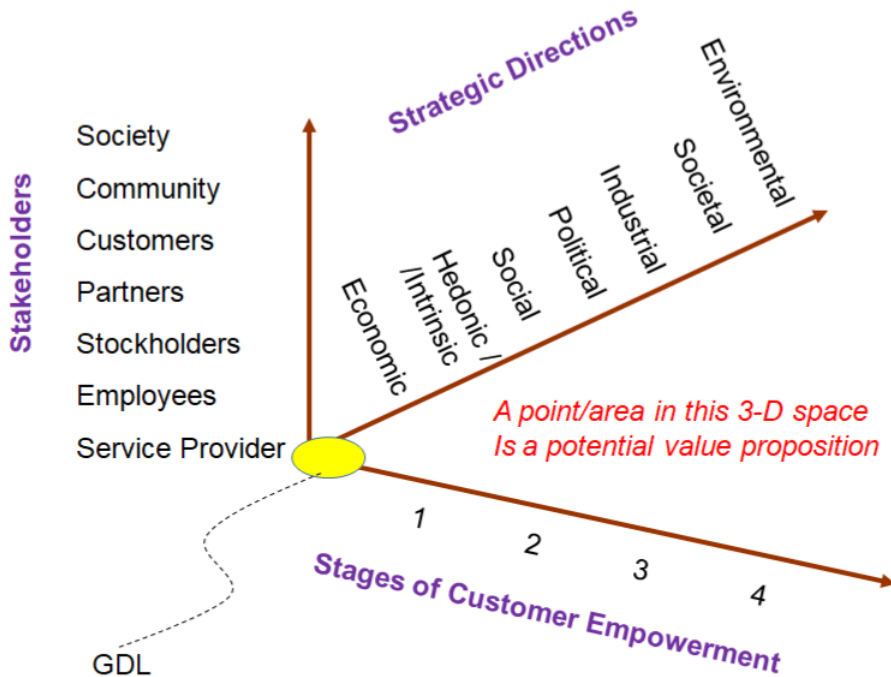 Strategic Directions
Stakeholders
Society
Community
Customers
Partners
Stockholders
Employees
Service Provider
Economic
Hedonic /
/Intrinsic
Social
Political
Industrial
Societal
Environmental
A point/area in this 3-D space
Is a potential value proposition
1
2
3
4
Stages of Customer Empowerment
GDL